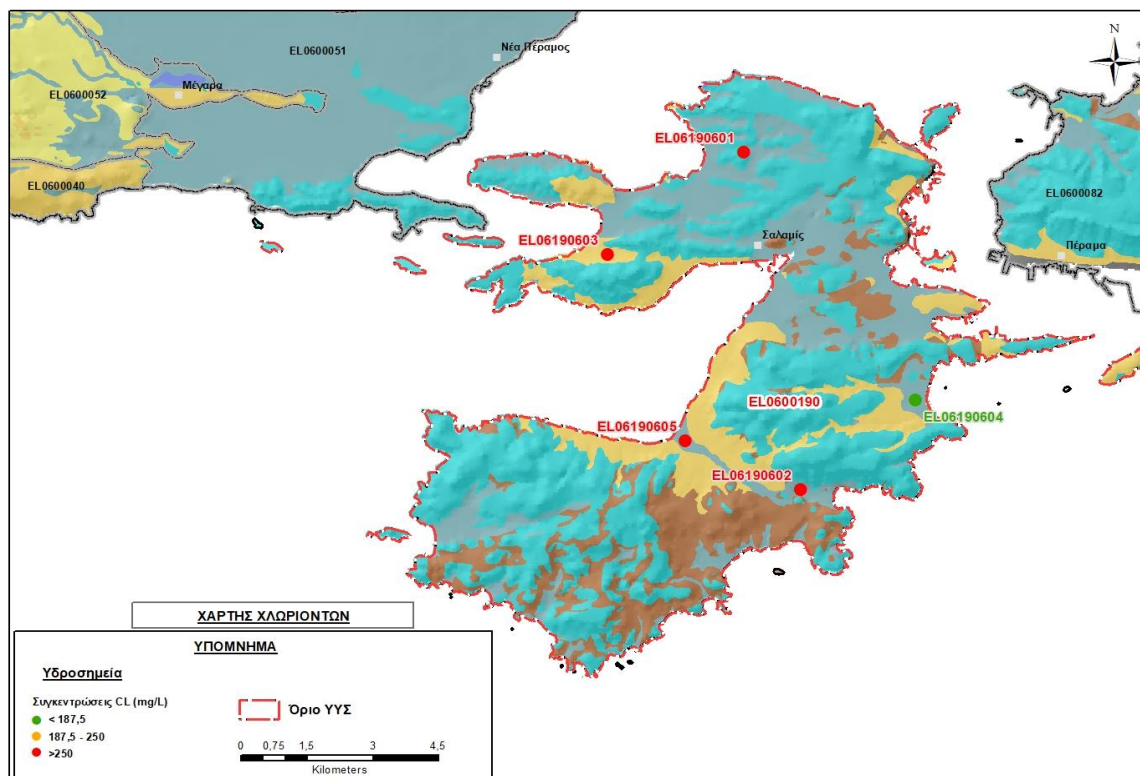 N
EL0600051
Νέα Πέραμος
EL0600052
Μέγαρα
EL06190601
EL0600040
EL0600082
EL06190603
Σαλαμίς
Πέραμα
EL0600190
EL06190604
EL06190605
EL06190602
ΧΑΡΤΗΣ ΧΛΩΡΙΟΝΤΩΝ
ΥΠΟΜΝΗΜΑ
Υδροσημεία
Συγκεντρώσεις CL (mg/L)
< 187,5
187,5 - 250
>250
Όριο ΥΥΣ
0 0,75 1,5 3 4,5
Kilometers